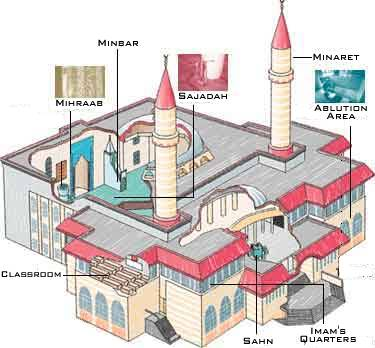 Minbar
Minaret
Mihraab
Sajadah
Ablution
Area
Classroom
Sahn
Imam's
Quarters